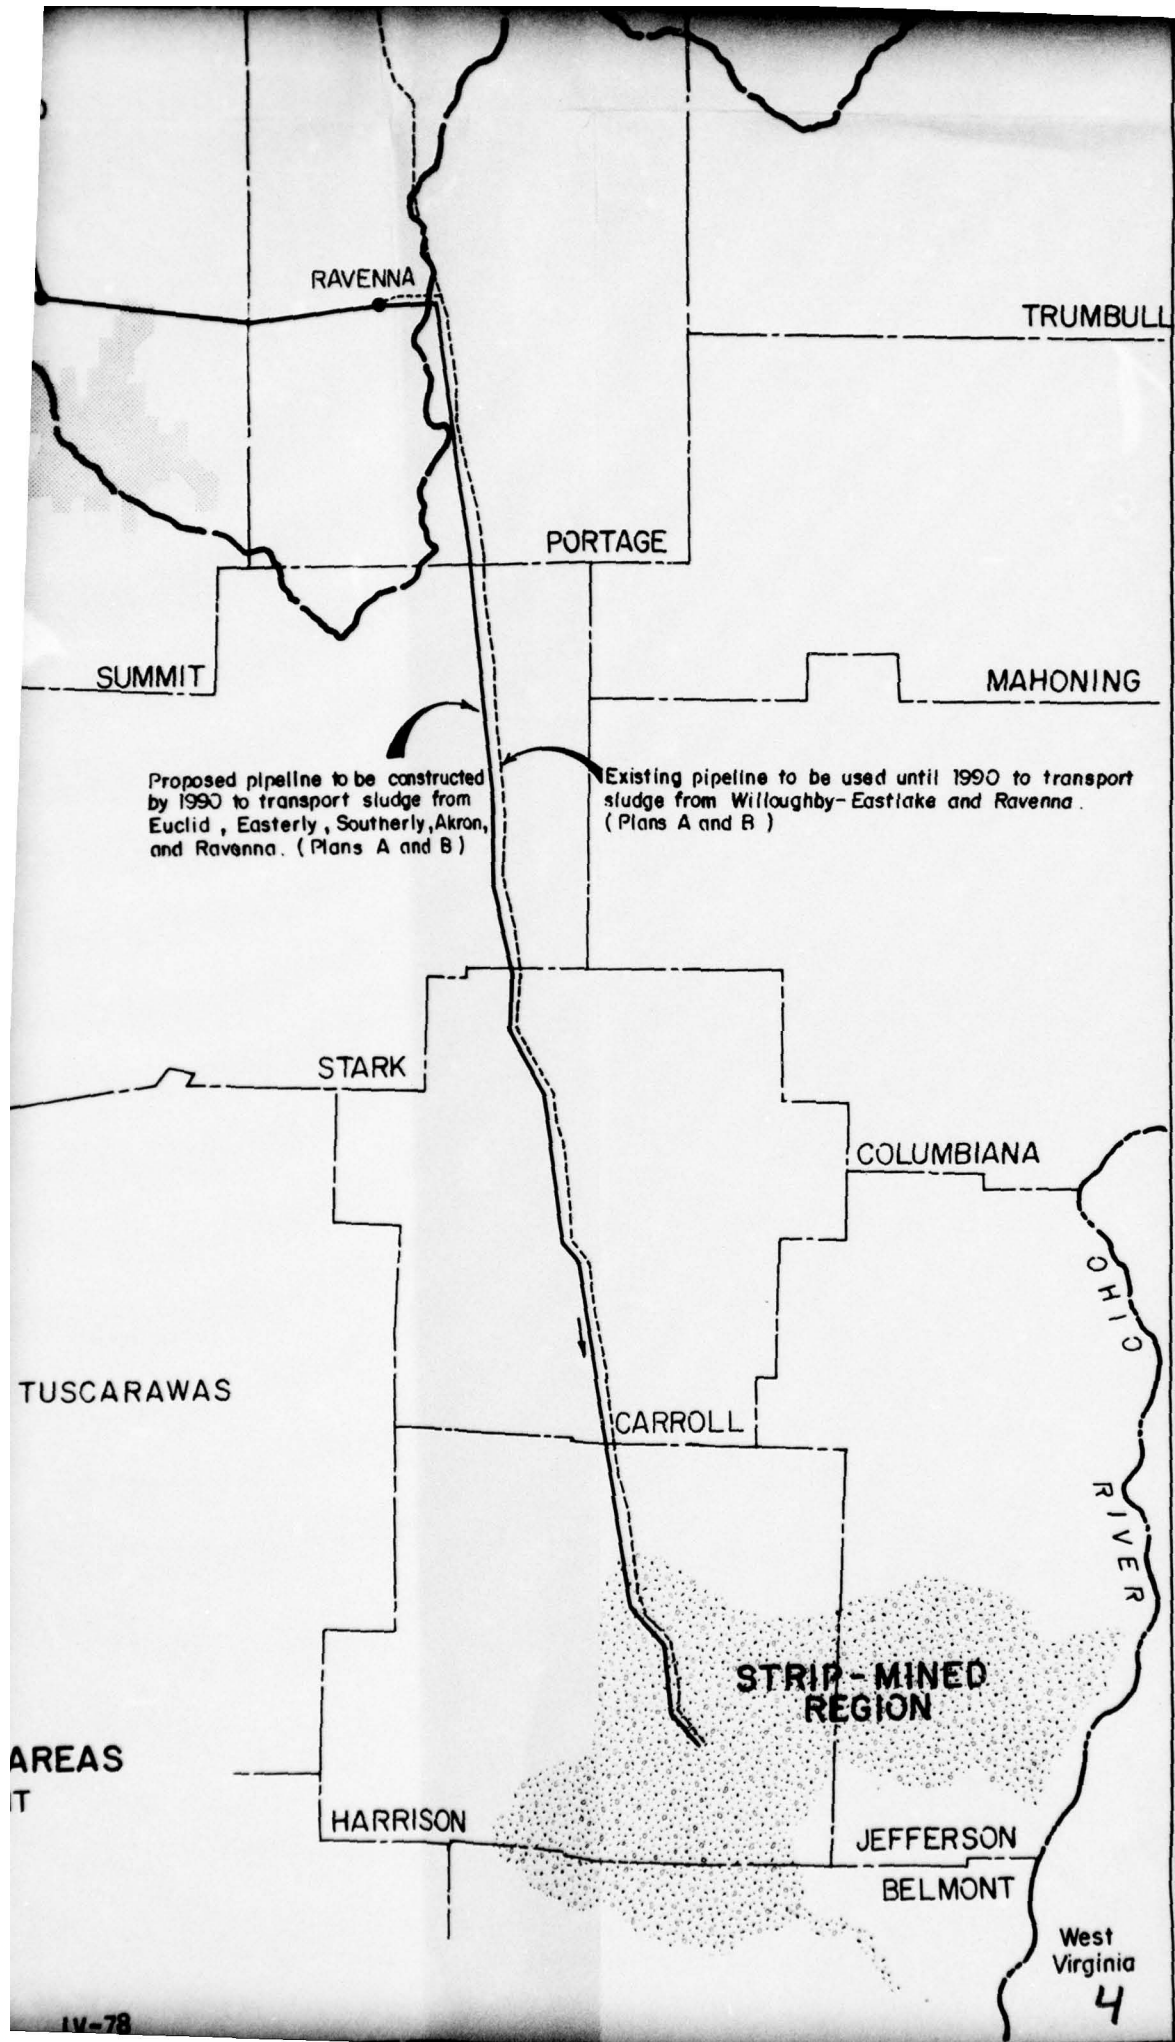 RAVENNA
TRUMBULL
PORTAGE
SUMMIT
MAHONING
Proposed pipeline to be constructed
by 1990 to transport sludge from
Euclid , Easterly , Southerly, Akron,
and Ravenna. ( Plans A and B )
Existing pipeline to be used until 1990 to transport
sludge from Willoughby-Eastlake and Ravenna .
( Plans A and B )
STARK
COLUMBIANA
OHIO
RIVER
TUSCARAWAS
CARROLL
STRIP-MINED
REGION
AREAS
HARRISON
JEFFERSON
BELMONT
West
Virginia
4
IV-78